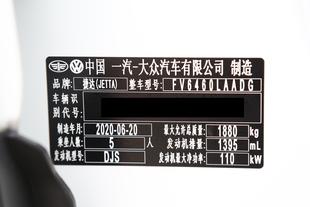 中国 一汽-大众汽车有限公司 制造
品牌: 捷达(JETTA) 整车型号: FV6460LAADG
车辆识
别代号:
制造年月: 2020-06-20 最大允许总质量: 1880 kg
乘坐人数: 5 人 发动机排量: 1395 mL
发动机型号: DJS 发动机最大净功率: 110 kW